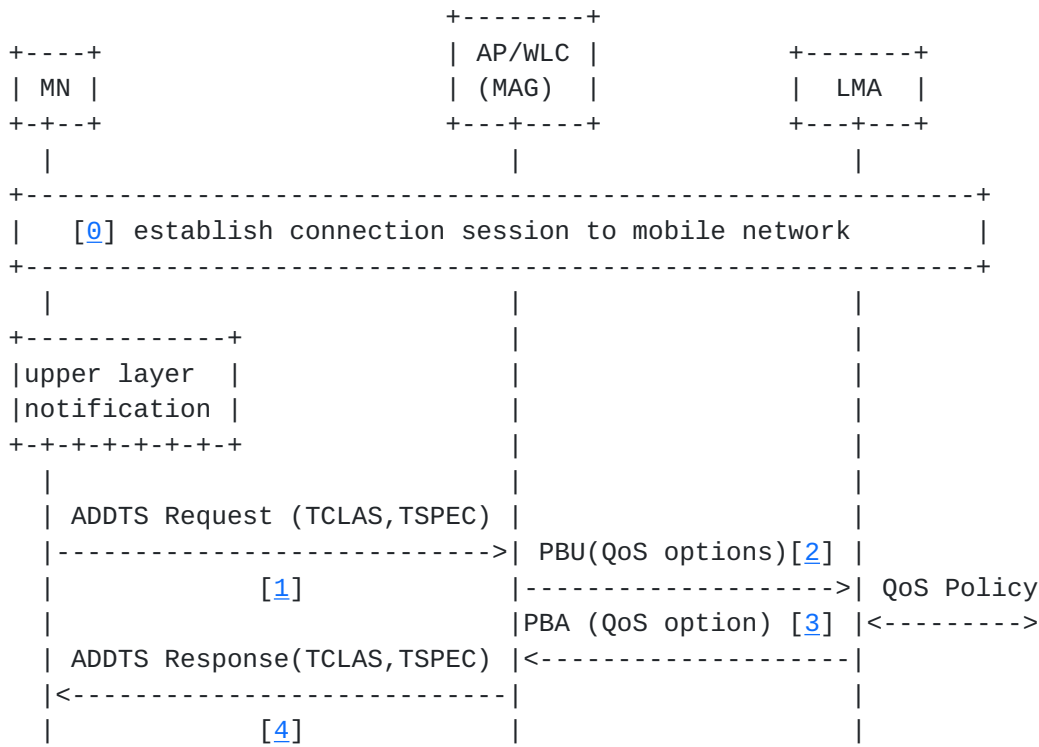 +--------+
+----+                      | AP/WLC |            +-------+
| MN |                      | (MAG)  |            |  LMA  |
+-+--+                      +---+----+            +---+---+
  |                             |                     |
+-------------------------------------------------------------+
|   [0] establish connection session to mobile network        |
+-------------------------------------------------------------+
  |                             |                     |
+-------------+                 |                     |
|upper layer  |                 |                     |
|notification |                 |                     |
+-+-+-+-+-+-+-+                 |                     |
  |                             |                     |
  | ADDTS Request (TCLAS,TSPEC) |                     |
  |---------------------------->| PBU(QoS options)[2] |
  |             [1]             |-------------------->| QoS Policy
  |                             |PBA (QoS option) [3] |<--------->
  | ADDTS Response(TCLAS,TSPEC) |<--------------------|
  |<----------------------------|                     |
  |             [4]             |                     |